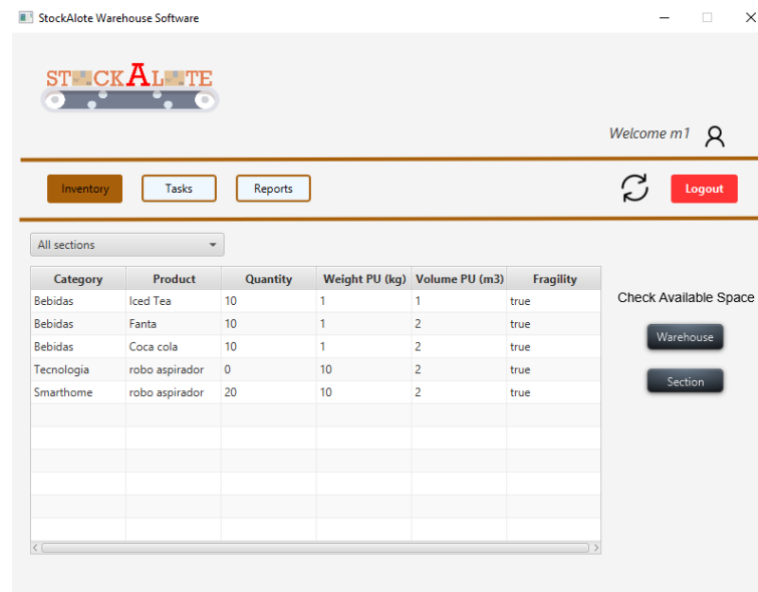 StockAlote Warehouse Software
STOCKALOTE
Welcome m1
Inventory Tasks Reports Logout
All sections
Category Product Quantity Weight PU (kg) Volume PU (m3) Fragility
Bebidas Iced Tea 10 1 1 true
Bebidas Fanta 10 1 2 true
Bebidas Coca cola 10 1 2 true
Tecnologia robo aspirador 0 10 2 true
Smarthome robo aspirador 20 10 2 true
Check Available Space
Warehouse
Section